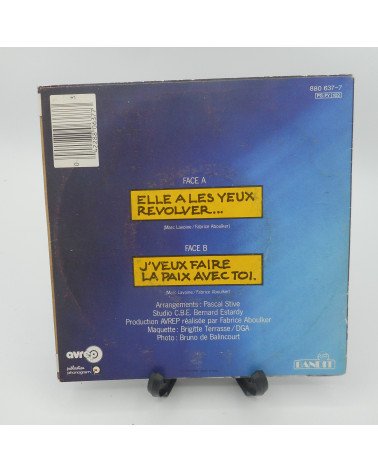 880 637-7
FACE A
ELLE A LES YEUX
REVOLVER...
(Marc Lavoine/Fabrice Aboulker)
FACE B
J'VEUX FAIRE
LA PAIX AVEC TOI.
(Marc Lavoine/Fabrice Aboulker)
Arrangements : Pascal Stive
Studio C.B.E. Bernard Estardy
Production AVREP réalisée par Fabrice Aboulker
Maquette : Brigitte Terrasse/DGA
Photo : Bruno de Balincourt
avrep